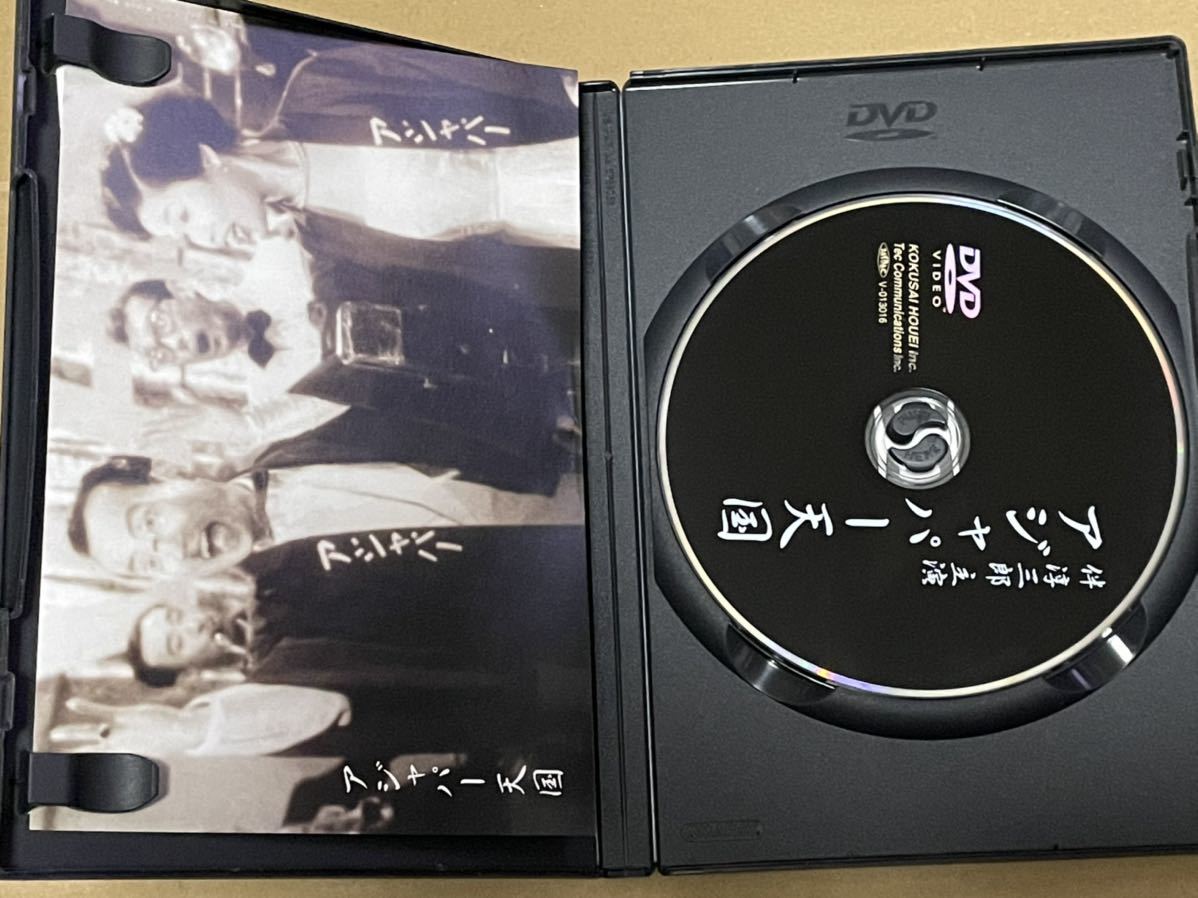 アジャパー
アジャパー
アジャパー天国
DVD
DVD
VIDEO
KOKUSAI HOUEI Inc.
Tec Communications Inc.
V-013016
アジャパー天国
伴淳三郎主演